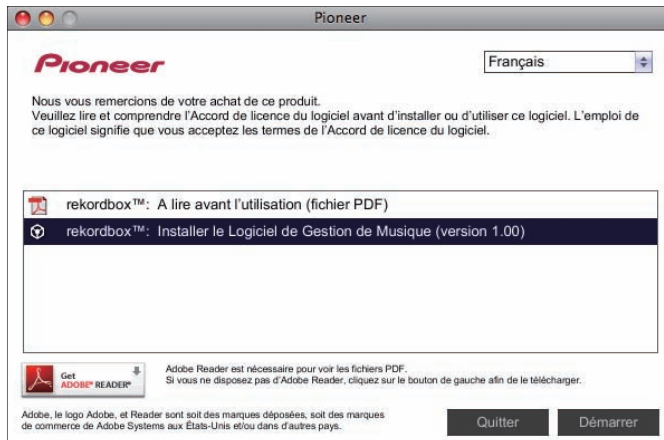 Pioneer
Pioneer
Français
Nous vous remercions de votre achat de ce produit.
Veuillez lire et comprendre l'Accord de licence du logiciel avant d'installer ou d'utiliser ce logiciel. L'emploi de
ce logiciel signifie que vous acceptez les termes de l'Accord de licence du logiciel.
rekordbox™: A lire avant l'utilisation (fichier PDF)
rekordbox™: Installer le Logiciel de Gestion de Musique (version 1.00)
Get
ADOBE® READER®
Adobe Reader est nécessaire pour voir les fichiers PDF.
Si vous ne disposez pas d'Adobe Reader, cliquez sur le bouton de gauche afin de le télécharger.
Adobe, le logo Adobe, et Reader sont soit des marques déposées, soit des marques
de commerce de Adobe Systems aux États-Unis et/ou dans d'autres pays.
Quitter
Démarrer